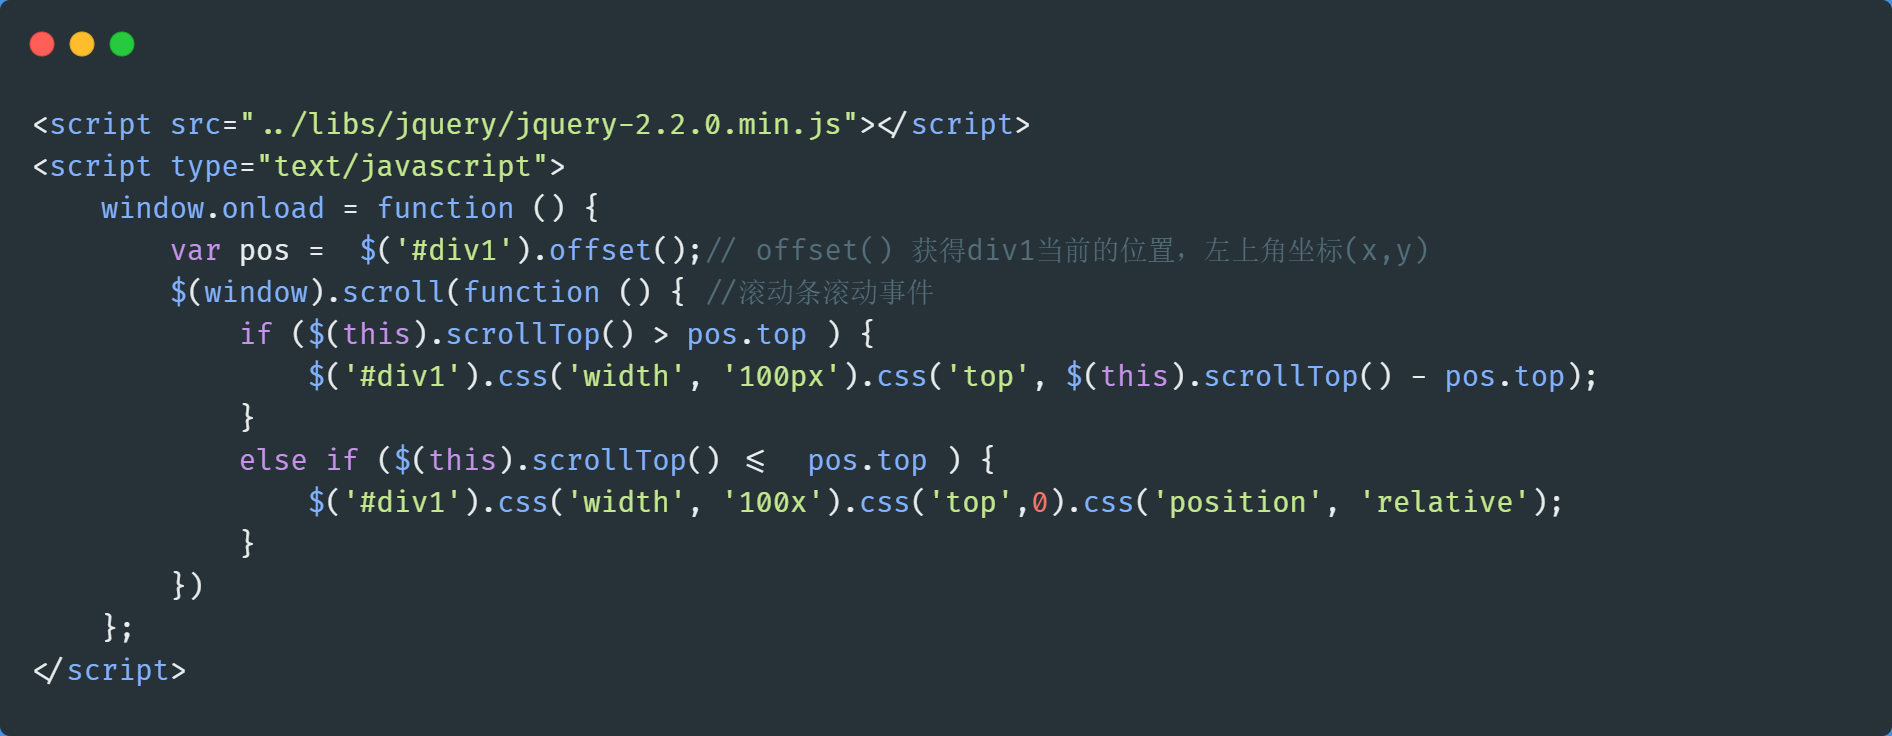 <script src="../libs/jquery/jquery-2.2.0.min.js"></script>
<script type="text/javascript">
    window.onload = function () {
        var pos =  $('#div1').offset();// offset() 获得div1当前的位置，左上角坐标(x,y)
        $(window).scroll(function () { //滚动条滚动事件
            if ($(this).scrollTop() > pos.top ) {
                $('#div1').css('width', '100px').css('top', $(this).scrollTop() - pos.top);
            }
            else if ($(this).scrollTop() <=  pos.top ) {
                $('#div1').css('width', '100x').css('top',0).css('position', 'relative');
            }
        })
    };
</script>